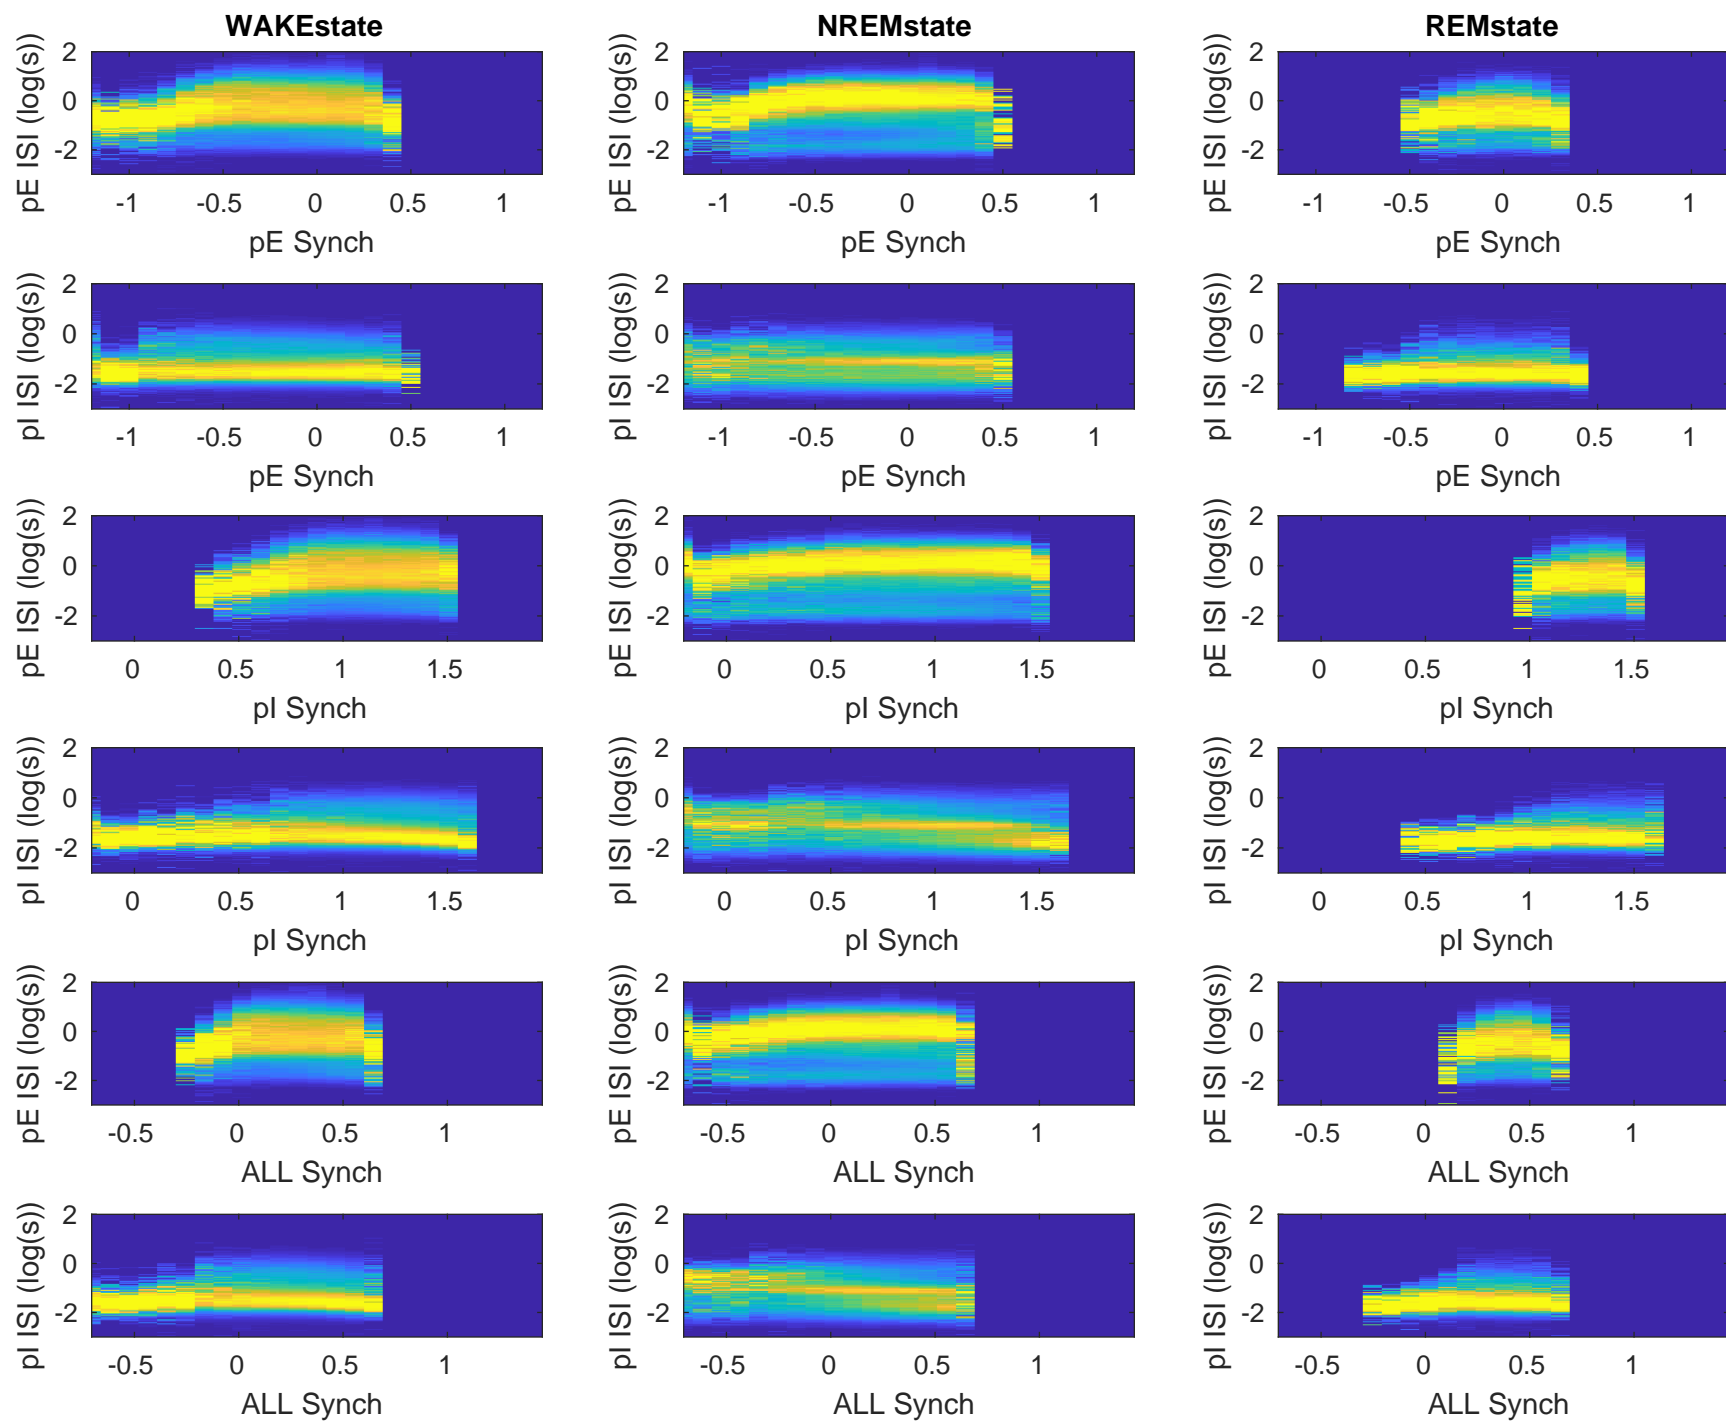 WAKEstate NREMstate REMstate
pE ISI (log(s)) 2 0 -2 pE ISI (log(s)) 2 0 -2 pE ISI (log(s)) 2 0 -2
-1 -0.5 0 0.5 1 -1 -0.5 0 0.5 1 -1 -0.5 0 0.5 1
pE Synch pE Synch pE Synch
pI ISI (log(s)) 2 0 -2 pI ISI (log(s)) 2 0 -2 pI ISI (log(s)) 2 0 -2
-1 -0.5 0 0.5 1 -1 -0.5 0 0.5 1 -1 -0.5 0 0.5 1
pE Synch pE Synch pE Synch
pE ISI (log(s)) 2 0 -2 pE ISI (log(s)) 2 0 -2 pE ISI (log(s)) 2 0 -2
0 0.5 1 1.5 0 0.5 1 1.5 0 0.5 1 1.5
pI Synch pI Synch pI Synch
pI ISI (log(s)) 2 0 -2 pI ISI (log(s)) 2 0 -2 pI ISI (log(s)) 2 0 -2
0 0.5 1 1.5 0 0.5 1 1.5 0 0.5 1 1.5
pI Synch pI Synch pI Synch
pE ISI (log(s)) 2 0 -2 pE ISI (log(s)) 2 0 -2 pE ISI (log(s)) 2 0 -2
-0.5 0 0.5 1 -0.5 0 0.5 1 -0.5 0 0.5 1
ALL Synch ALL Synch ALL Synch
pI ISI (log(s)) 2 0 -2 pI ISI (log(s)) 2 0 -2 pI ISI (log(s)) 2 0 -2
-0.5 0 0.5 1 -0.5 0 0.5 1 -0.5 0 0.5 1
ALL Synch ALL Synch ALL Synch